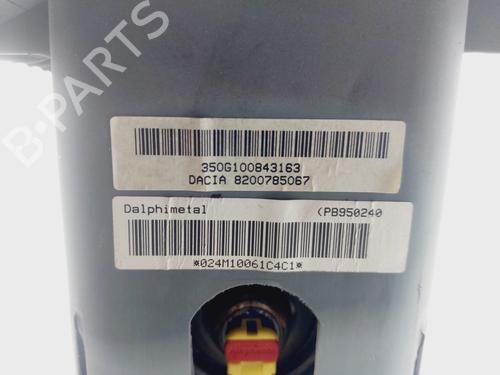 B-PARTS
350G100843163
DACIA 8200785067
Dalphimetal (PB950240
*024M10061C4C1*